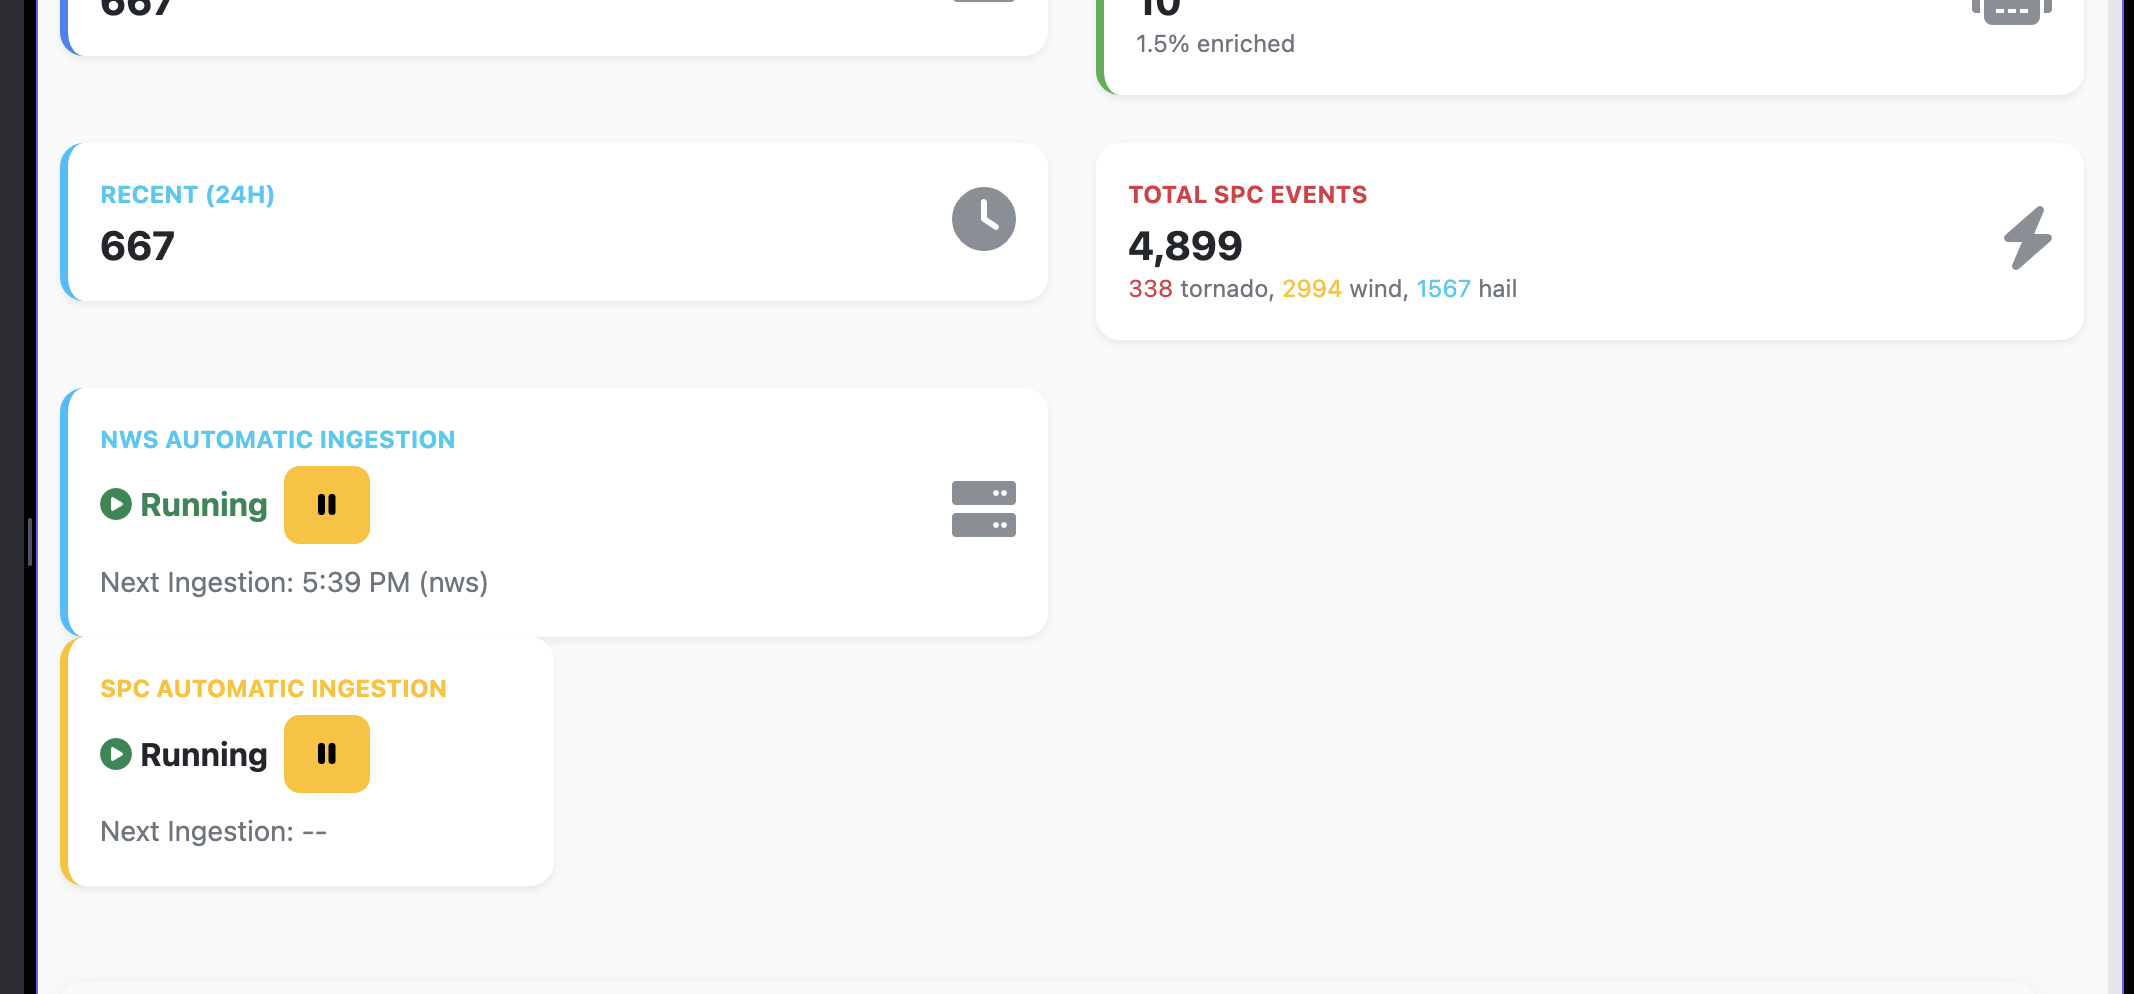 667
10
1.5% enriched
RECENT (24H)
667
TOTAL SPC EVENTS
4,899
338 tornado, 2994 wind, 1567 hail
NWS AUTOMATIC INGESTION
Running
Next Ingestion: 5:39 PM (nws)
SPC AUTOMATIC INGESTION
Running
Next Ingestion: --